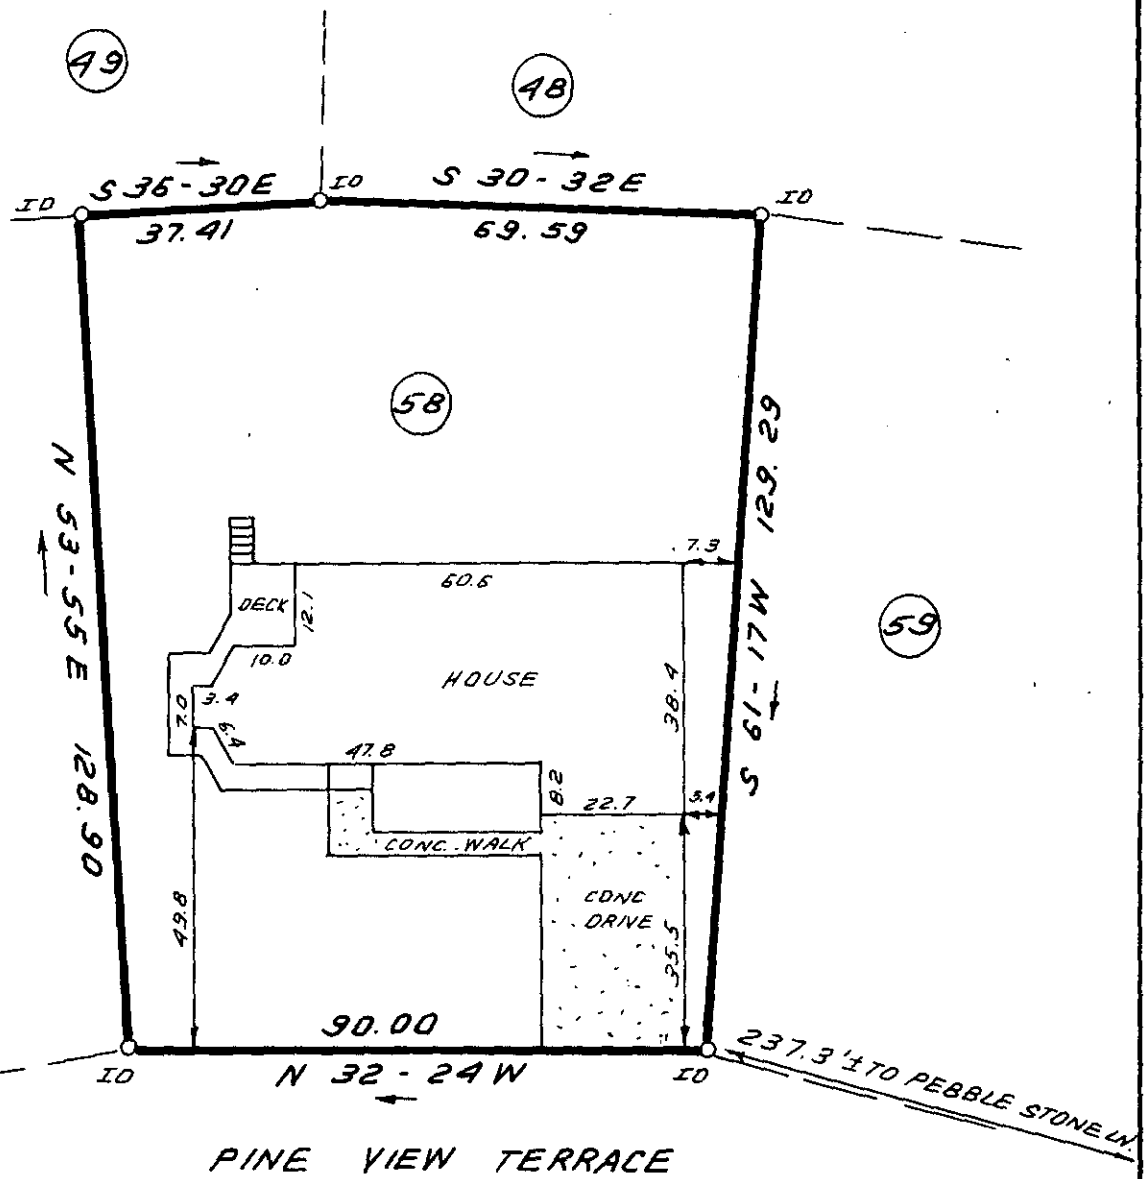 49
48
S 36-30E
IO
S 30-32E
IO
IO
37.41
69.59
58
N 53-55E 128.90
S 61-17W 129.29
7.3
60.6
DECK
12.1
10.0
HOUSE
59
7.0
3.4
6.4
38.4
47.8
8.2
22.7
CONC. WALK
CONC
DRIVE
49.8
35.5
90.00
IO
N 32-24W
IO
237.3'± TO PEBBLE STONE LN.
PINE VIEW TERRACE